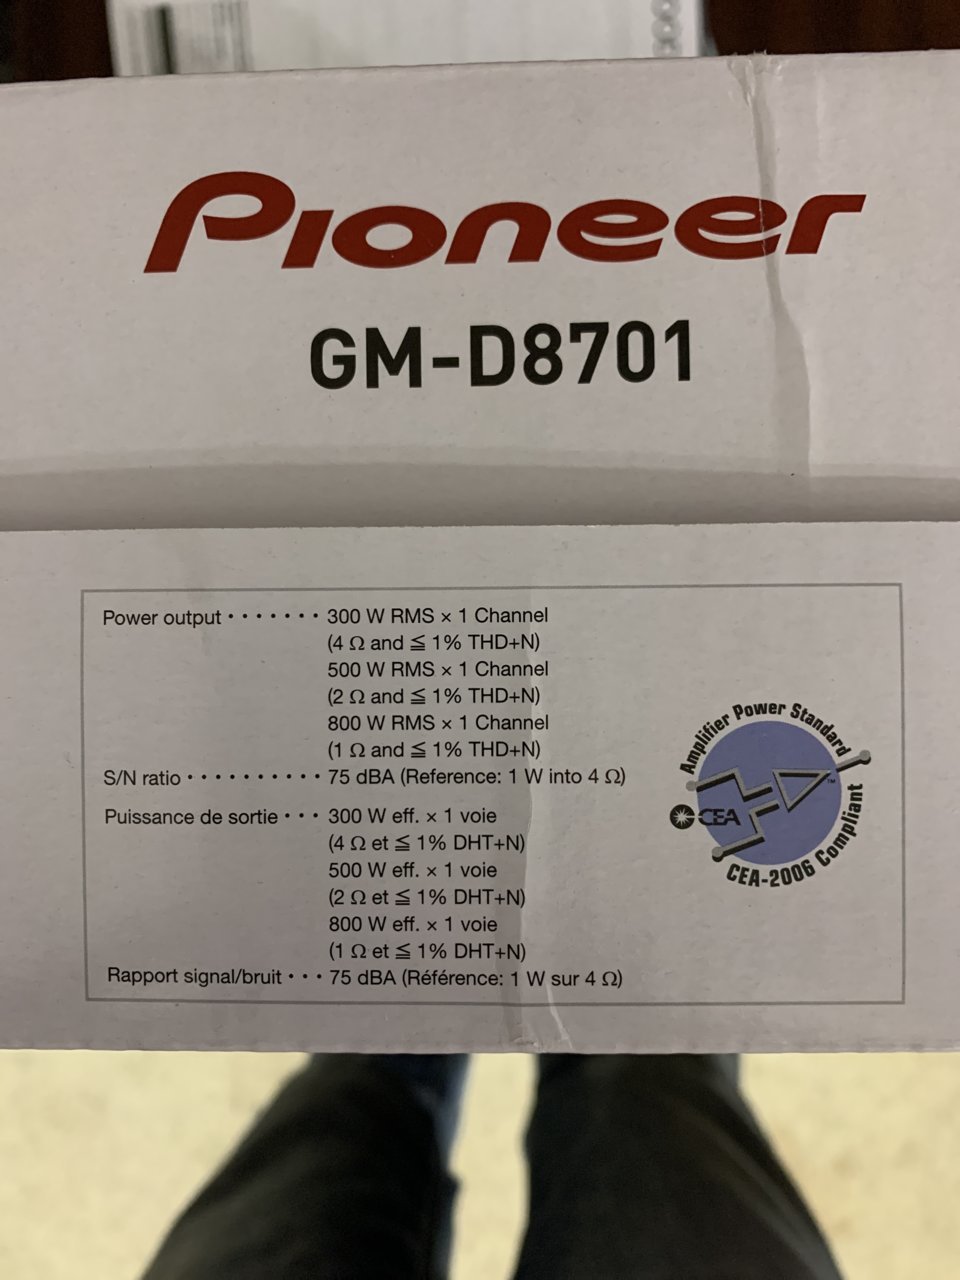 Pioneer
GM-D8701
Power output · · · · · · · 300 W RMS × 1 Channel
(4 Ω and ≦ 1% THD+N)
500 W RMS × 1 Channel
(2 Ω and ≦ 1% THD+N)
800 W RMS × 1 Channel
(1 Ω and ≦ 1% THD+N)
S/N ratio · · · · · · · · · · 75 dBA (Reference: 1 W into 4 Ω)
Puissance de sortie · · · 300 W eff. × 1 voie
(4 Ω et ≦ 1% DHT+N)
500 W eff. × 1 voie
(2 Ω et ≦ 1% DHT+N)
800 W eff. × 1 voie
(1 Ω et ≦ 1% DHT+N)
Rapport signal/bruit · · · 75 dBA (Référence: 1 W sur 4 Ω)
Amplifier Power Standard
TM
CEA
CEA-2006 Compliant